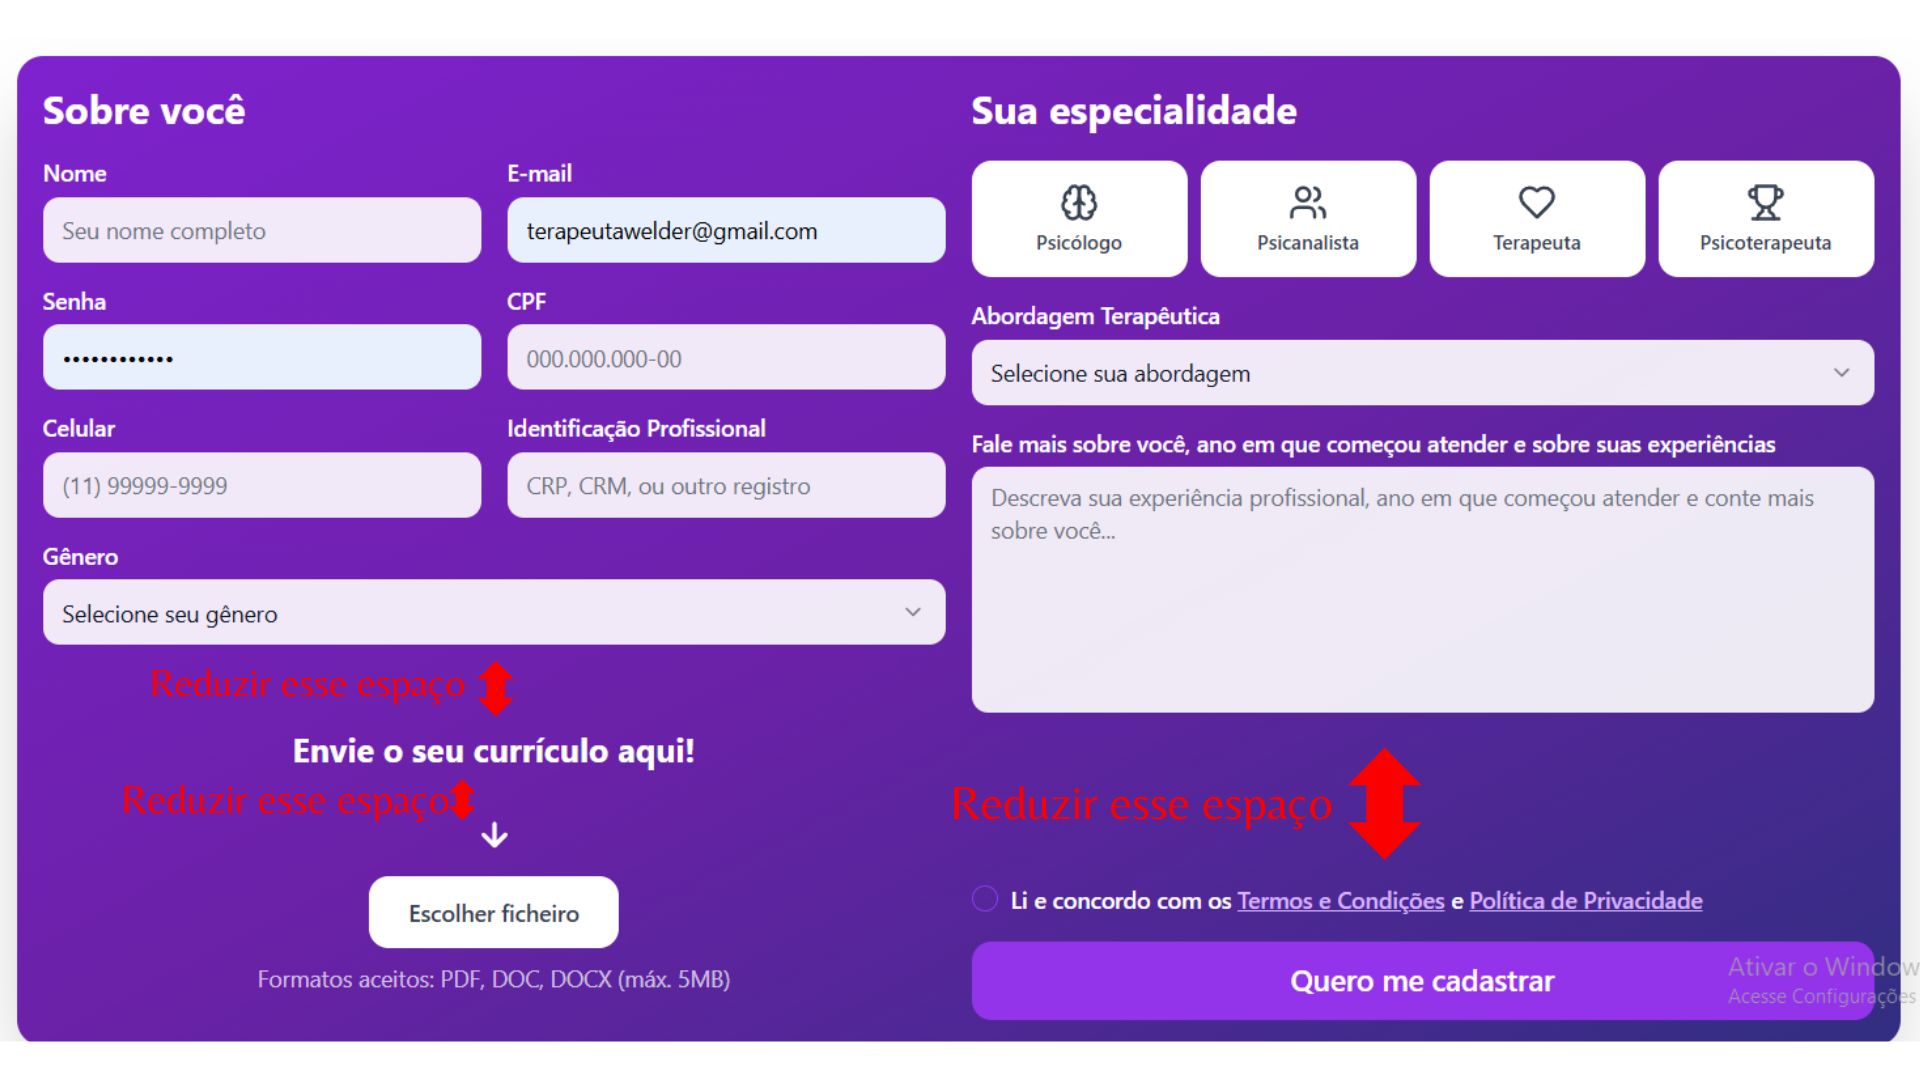 Sobre você
Nome
Seu nome completo
E-mail
terapeutawelder@gmail.com
Senha
••••••••••••
CPF
000.000.000-00
Celular
(11) 99999-9999
Identificação Profissional
CRP, CRM, ou outro registro
Gênero
Selecione seu gênero
Reduzir esse espaço
Envie o seu currículo aqui!
Reduzir esse espaço
Escolher ficheiro
Formatos aceitos: PDF, DOC, DOCX (máx. 5MB)
Sua especialidade
Psicólogo
Psicanalista
Terapeuta
Psicoterapeuta
Abordagem Terapêutica
Selecione sua abordagem
Fale mais sobre você, ano em que começou atender e sobre suas experiências
Descreva sua experiência profissional, ano em que começou atender e conte mais
sobre você...
Reduzir esse espaço
Li e concordo com os Termos e Condições e Política de Privacidade
Quero me cadastrar
Ativar o Window
Acesse Configurações